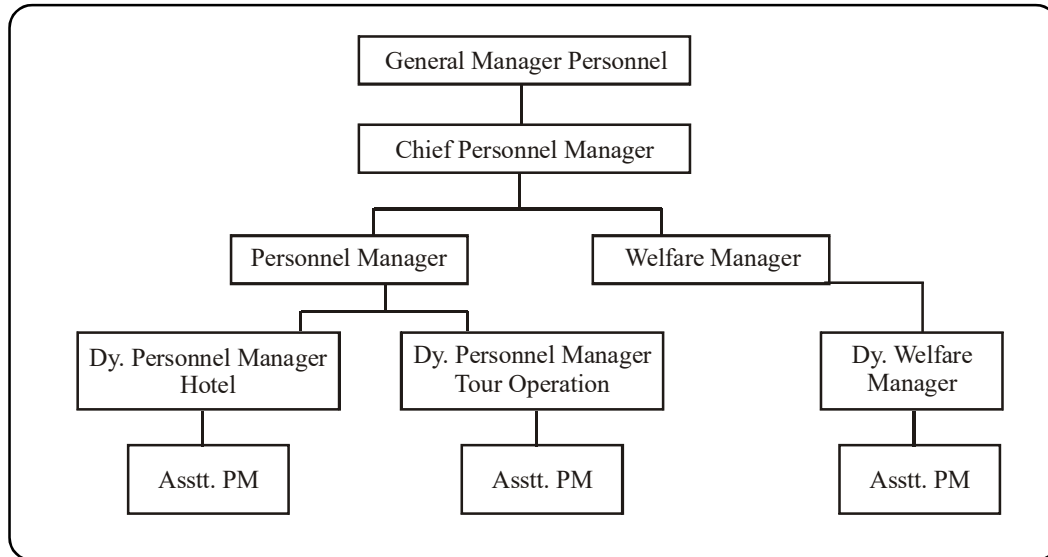 General Manager Personnel
Chief Personnel Manager
Personnel Manager
Welfare Manager
Dy. Personnel Manager
Hotel
Dy. Personnel Manager
Tour Operation
Dy. Welfare
Manager
Asstt. PM
Asstt. PM
Asstt. PM